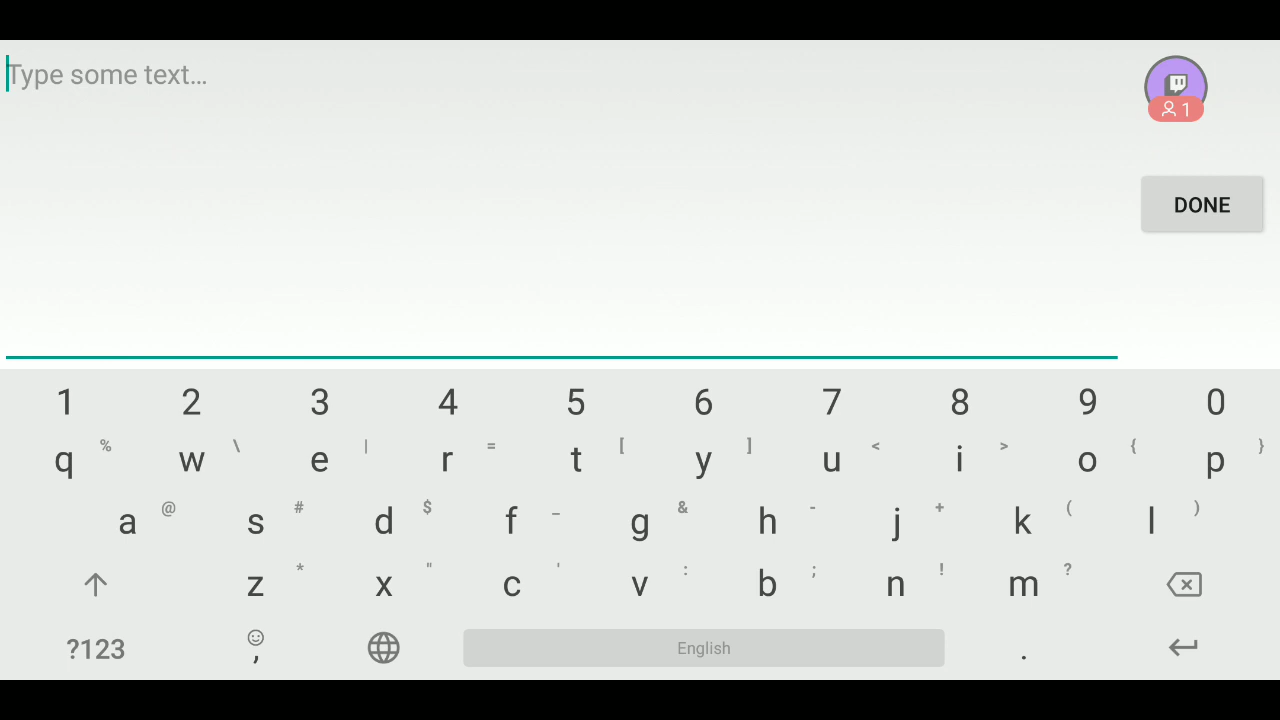 Type some text...
1
DONE
1 2 3 4 5 6 7 8 9 0
q % w \ e | r = t [ y ] u < i > o { p }
a @ s # d $ f _ g & h - j + k ( l )
z * x " c ' v : b ; n ! m ?
?123 , English .